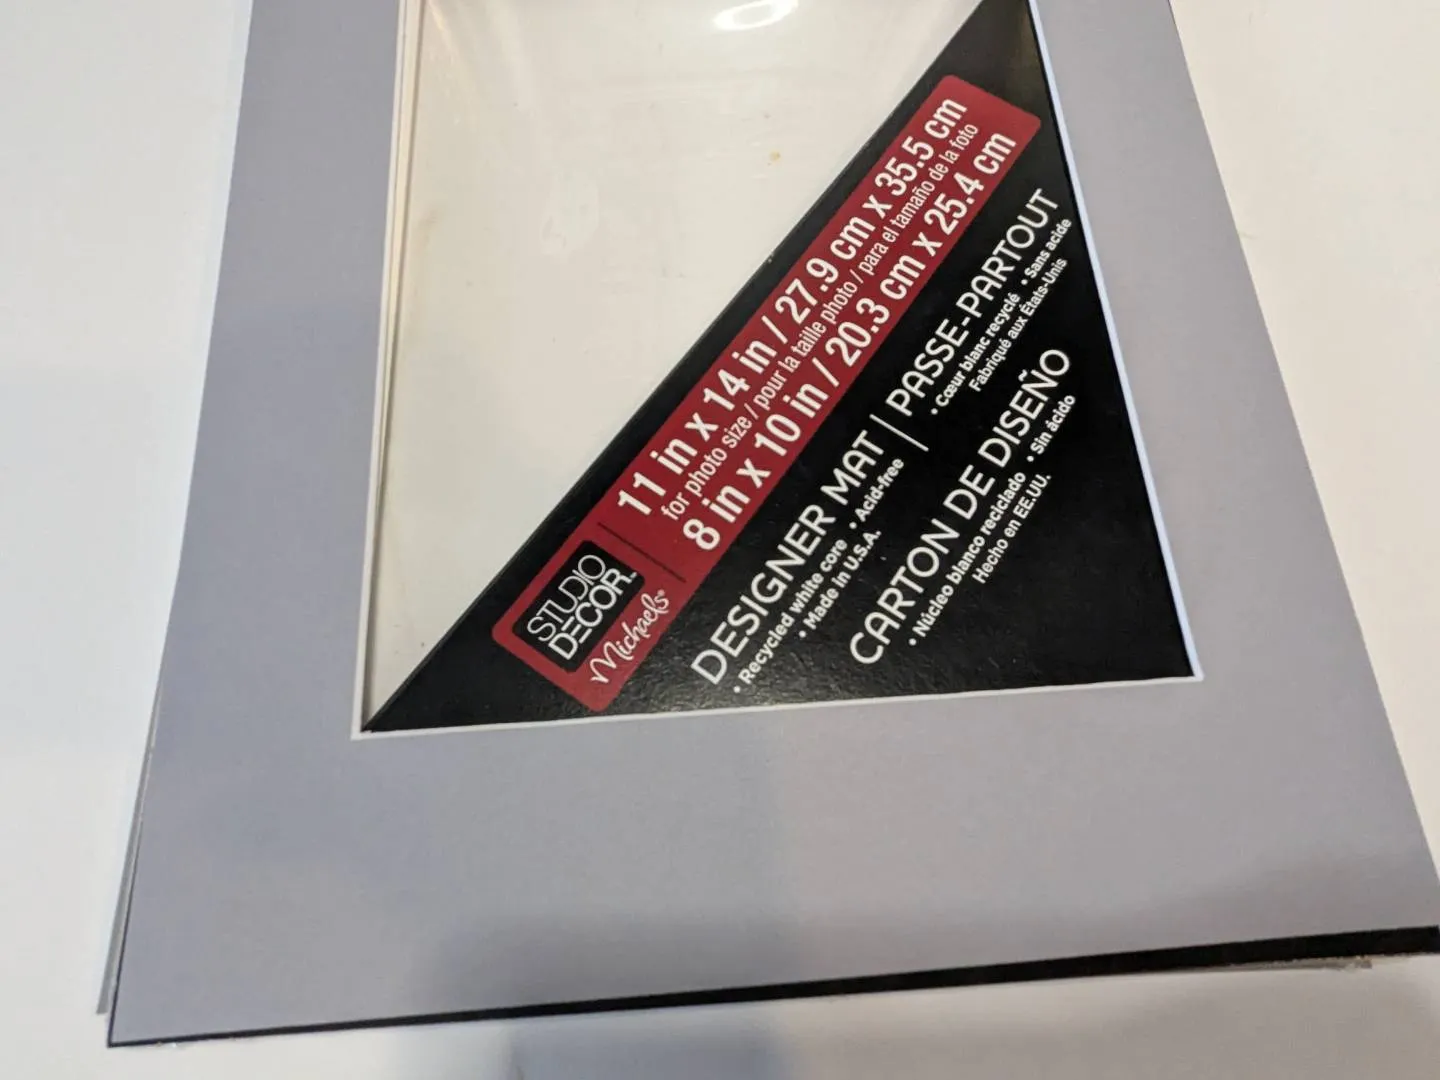 STUDIO
DECOR™
Michaels®
11 in x 14 in / 27.9 cm x 35.5 cm
for photo size / pour la taille photo / para el tamaño de la foto
8 in x 10 in / 20.3 cm x 25.4 cm
DESIGNER MAT | PASSE-PARTOUT
• Recycled white core • Acid-free
• Made in U.S.A.
• Cœur blanc recyclé • Sans acide
Fabriqué aux États-Unis
CARTON DE DISEÑO
• Núcleo blanco reciclado • Sin ácido
Hecho en EE.UU.